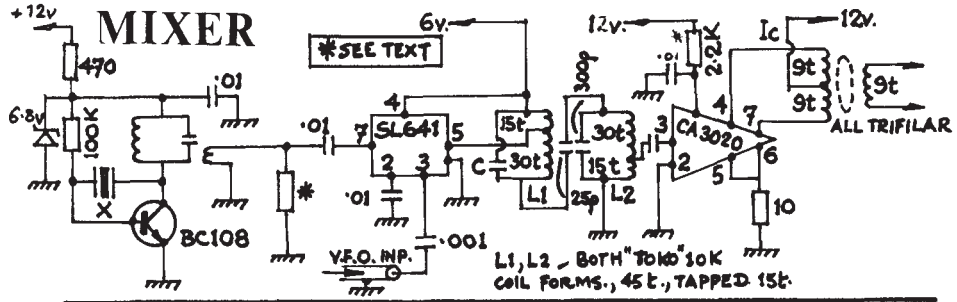 +12v
MIXER
470
.01
6.8v
100K
X
BC108
*SEE TEXT
6v.
.01
*
4
7
SL641
5
2
3
.01
.001
V.F.O. INP.
15t
30t
C
L1
300p
25p
30t
15t
L2
12v.
*
2.2K
.01
3
2
CA3020
4
7
6
5
10
Ic
12v.
9t
9t
9t
ALL TRIFILAR
L1, L2 _ BOTH "TOKO" 10K
COIL FORMS., 45t., TAPPED 15t.